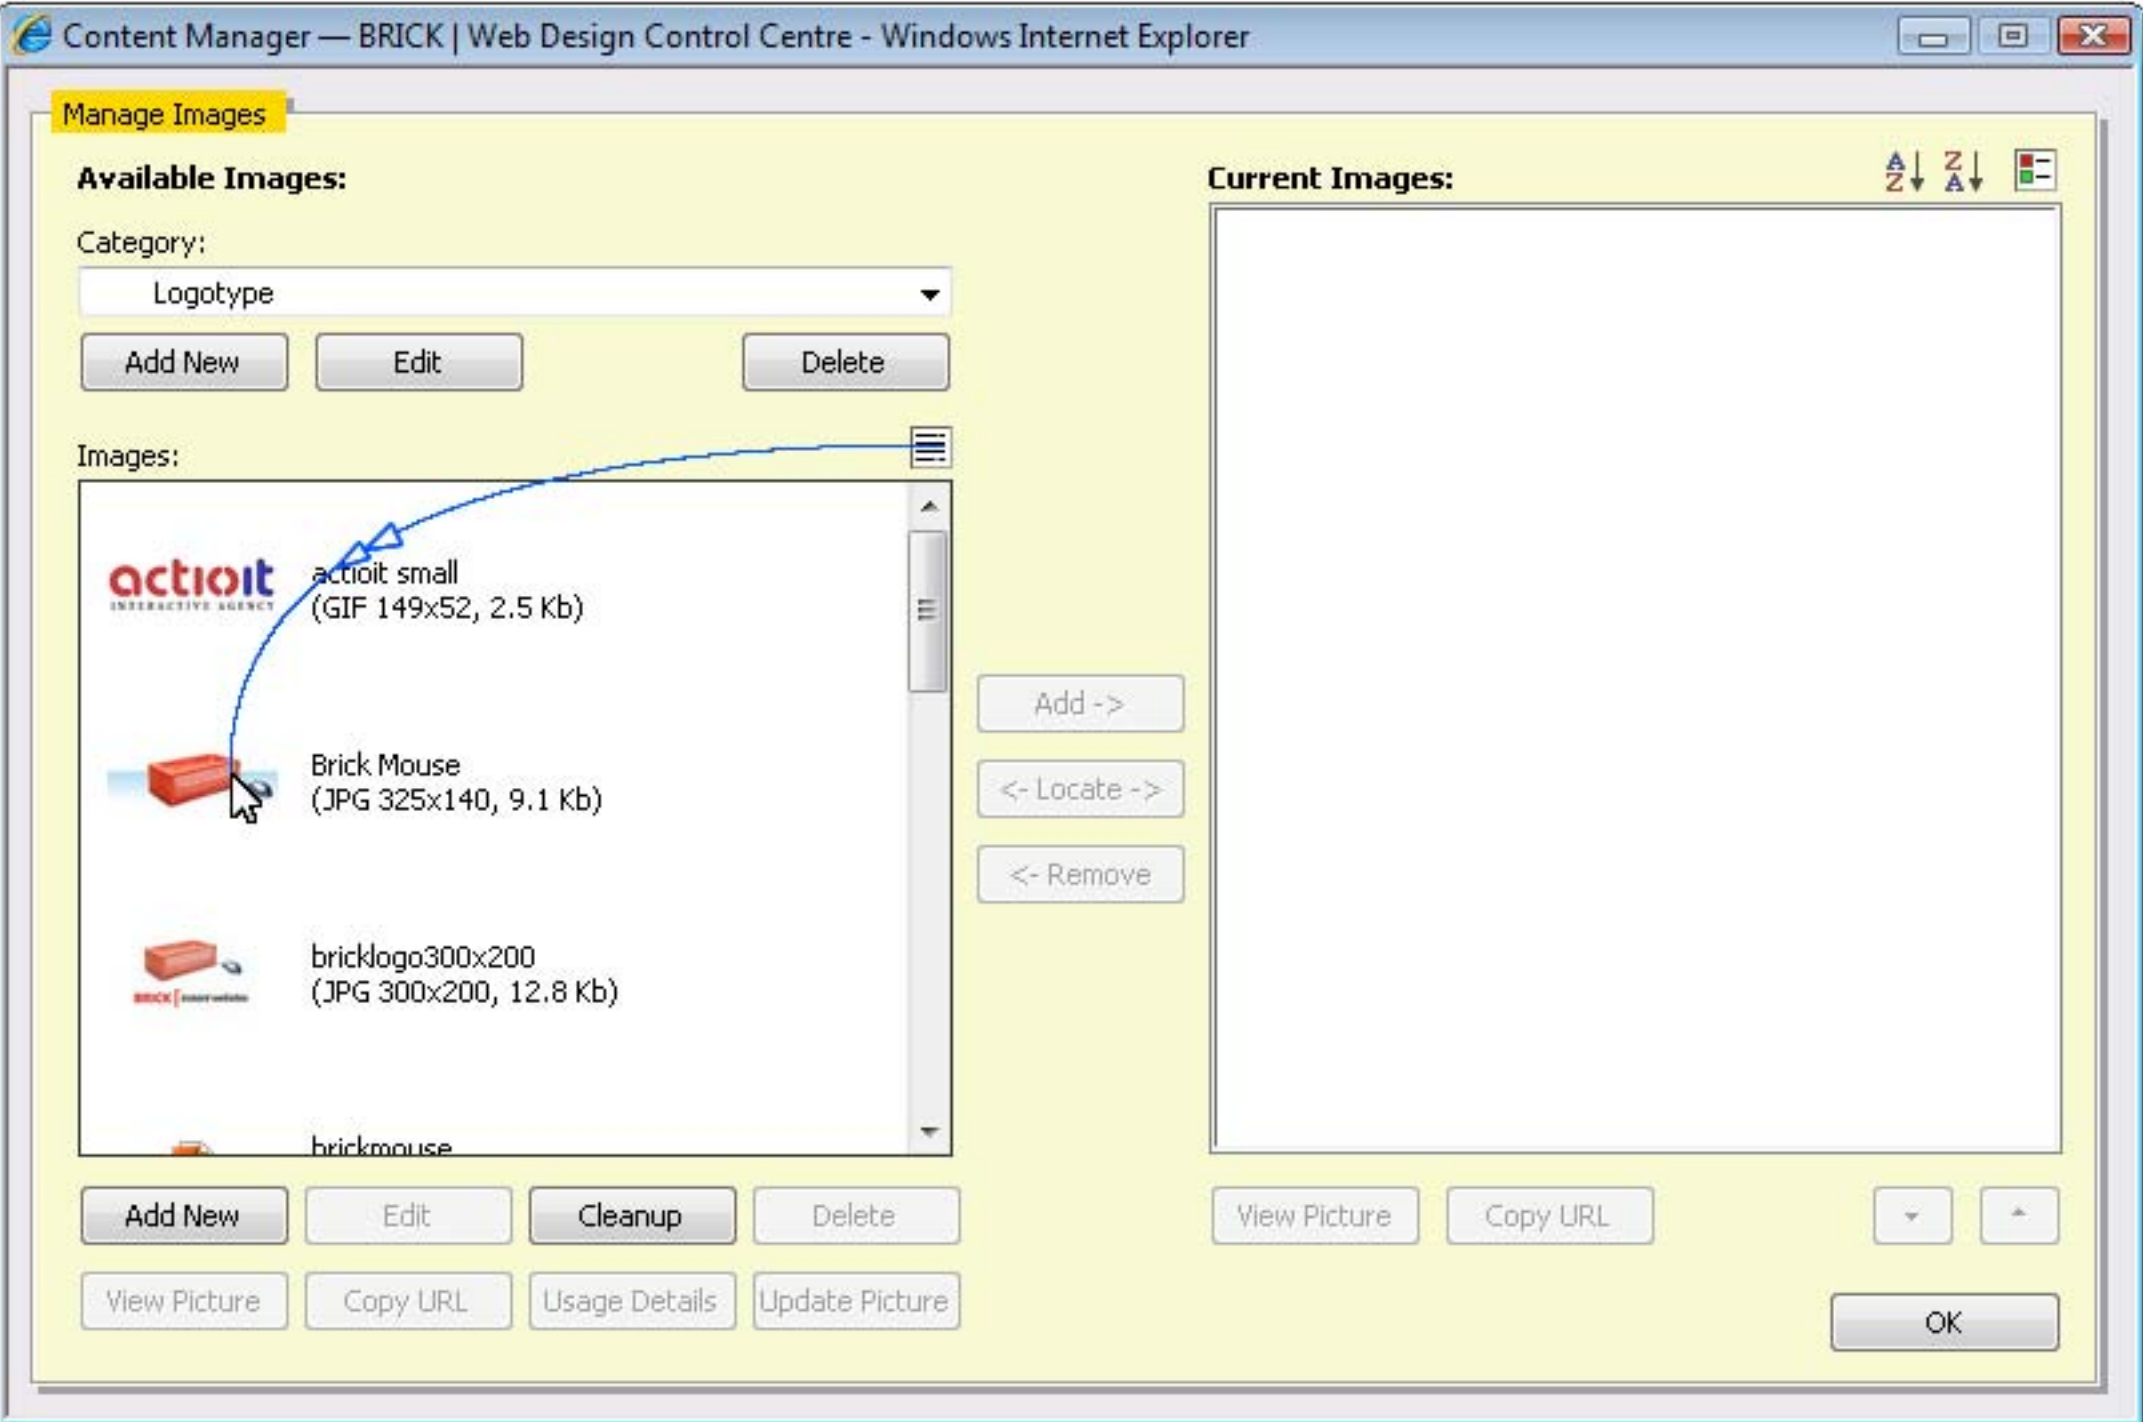 Content Manager — BRICK | Web Design Control Centre - Windows Internet Explorer
Manage Images
Available Images:
Category:
Logotype
Add New
Edit
Delete
Images:
actioit
INTERACTIVE AGENCY
actioit small
(GIF 149x52, 2.5 Kb)
Brick Mouse
(JPG 325x140, 9.1 Kb)
BRICK
bricklogo300x200
(JPG 300x200, 12.8 Kb)
brickmouse
Add New
Edit
Cleanup
Delete
View Picture
Copy URL
Usage Details
Update Picture
Add ->
<- Locate ->
<- Remove
Current Images:
A Z
Z A
View Picture
Copy URL
OK